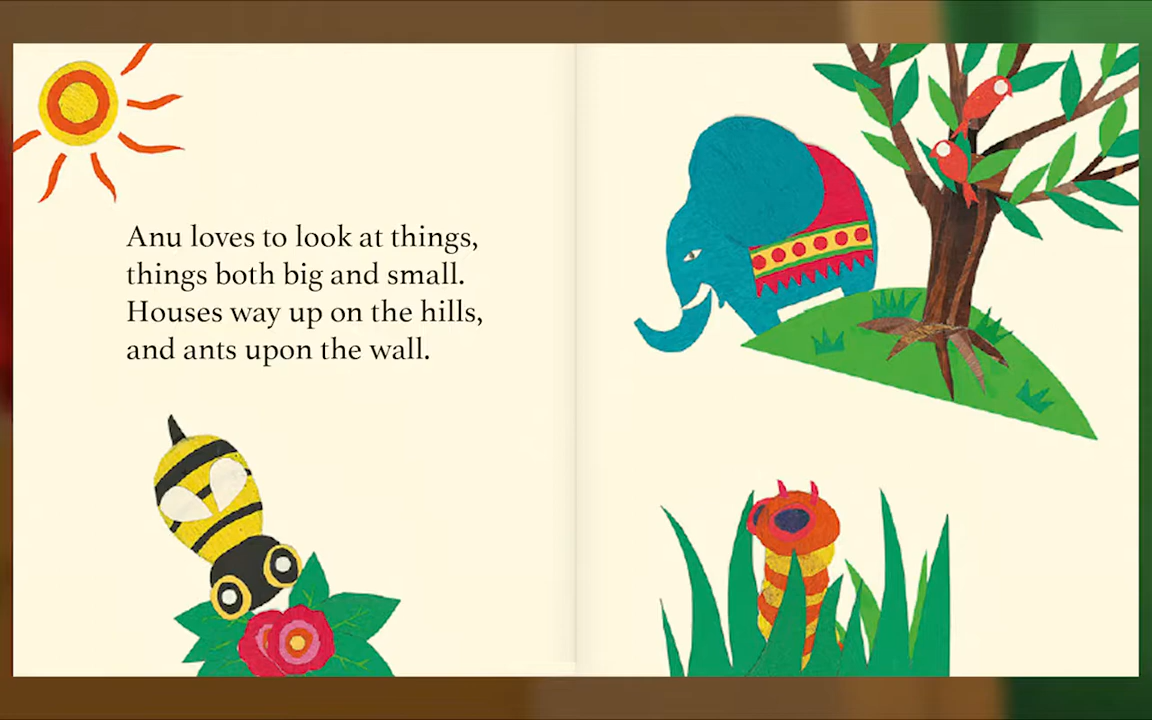 Anu loves to look at things,
things both big and small.
Houses way up on the hills,
and ants upon the wall.